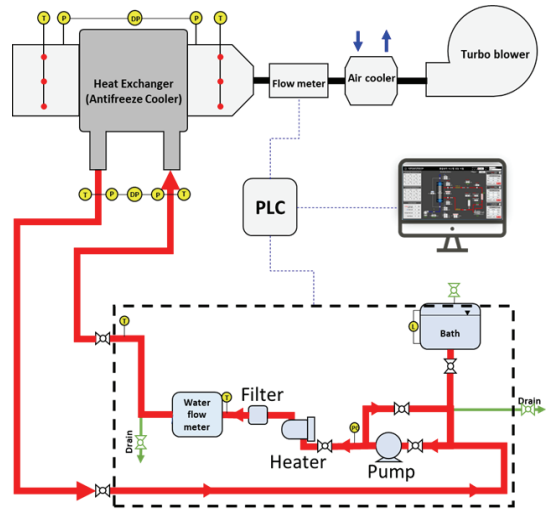 T
P
DP
P
T
Turbo blower
Heat Exchanger
(Antifreeze Cooler)
Flow meter
Air cooler
T
P
DP
P
T
PLC
T
L
Bath
Drain
Water
flow
meter
T
Filter
PI
Drain
Heater
Pump